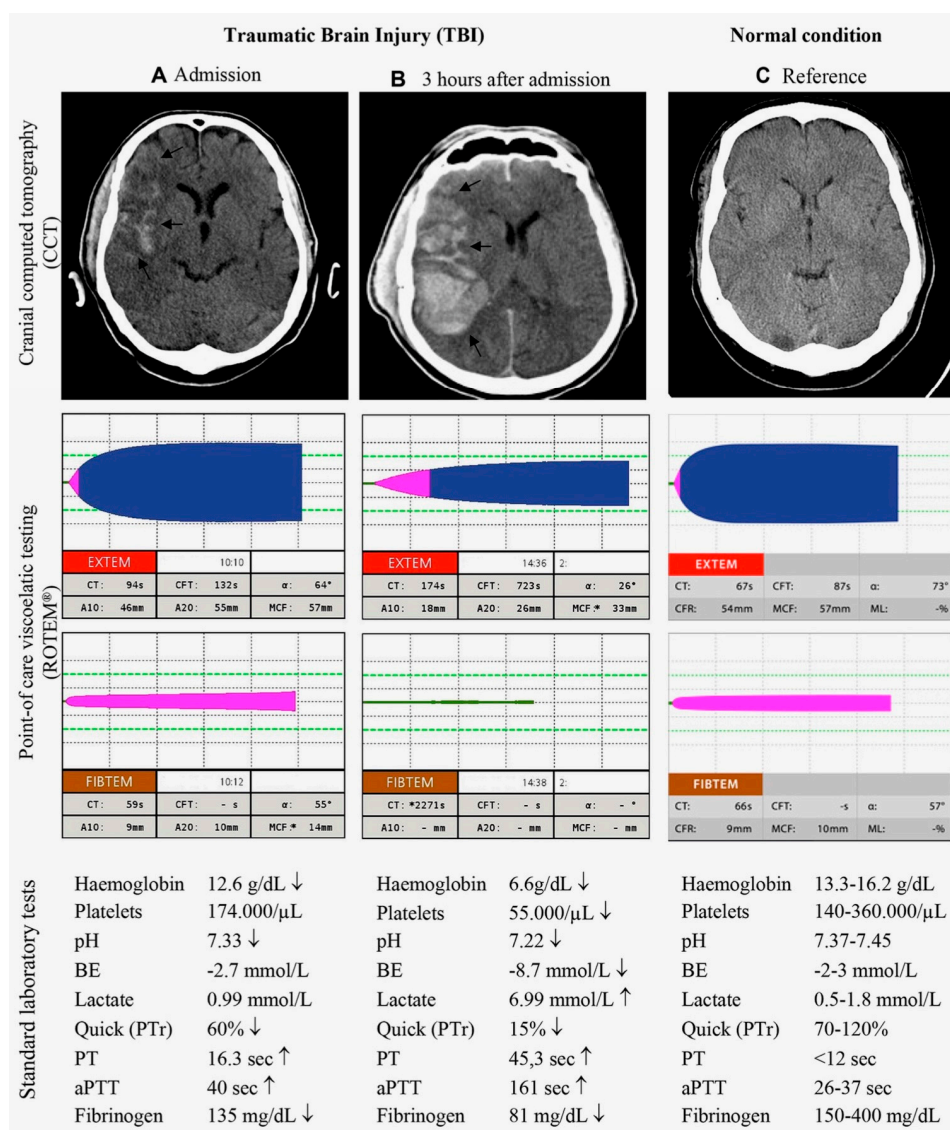 Traumatic Brain Injury (TBI)
Normal condition
A Admission
B 3 hours after admission
C Reference
Cranial computed tomography
(CCT)
Point-of care viscoelatic testing
(ROTEM®)
EXTEM 10:10
CT: 94s CFT: 132s α: 64°
A10: 46mm A20: 55mm MCF: 57mm
EXTEM 14:36 2:
CT: 174s CFT: 723s α: 26°
A10: 18mm A20: 26mm MCF:* 33mm
EXTEM
CT: 67s CFT: 87s α: 73°
CFR: 54mm MCF: 57mm ML: -%
FIBTEM 10:12
CT: 59s CFT: - s α: 55°
A10: 9mm A20: 10mm MCF:* 14mm
FIBTEM 14:38 2:
CT: *2271s CFT: - s α: - °
A10: - mm A20: - mm MCF: - mm
FIBTEM
CT: 66s CFT: -s α: 57°
CFR: 9mm MCF: 10mm ML: -%
Standard laboratory tests
Haemoglobin 12.6 g/dL ↓
Platelets 174.000/µL
pH 7.33 ↓
BE -2.7 mmol/L
Lactate 0.99 mmol/L
Quick (PTr) 60% ↓
PT 16.3 sec ↑
aPTT 40 sec ↑
Fibrinogen 135 mg/dL ↓
Haemoglobin 6.6g/dL ↓
Platelets 55.000/µL ↓
pH 7.22 ↓
BE -8.7 mmol/L ↓
Lactate 6.99 mmol/L ↑
Quick (PTr) 15% ↓
PT 45,3 sec ↑
aPTT 161 sec ↑
Fibrinogen 81 mg/dL ↓
Haemoglobin 13.3-16.2 g/dL
Platelets 140-360.000/µL
pH 7.37-7.45
BE -2-3 mmol/L
Lactate 0.5-1.8 mmol/L
Quick (PTr) 70-120%
PT <12 sec
aPTT 26-37 sec
Fibrinogen 150-400 mg/dL